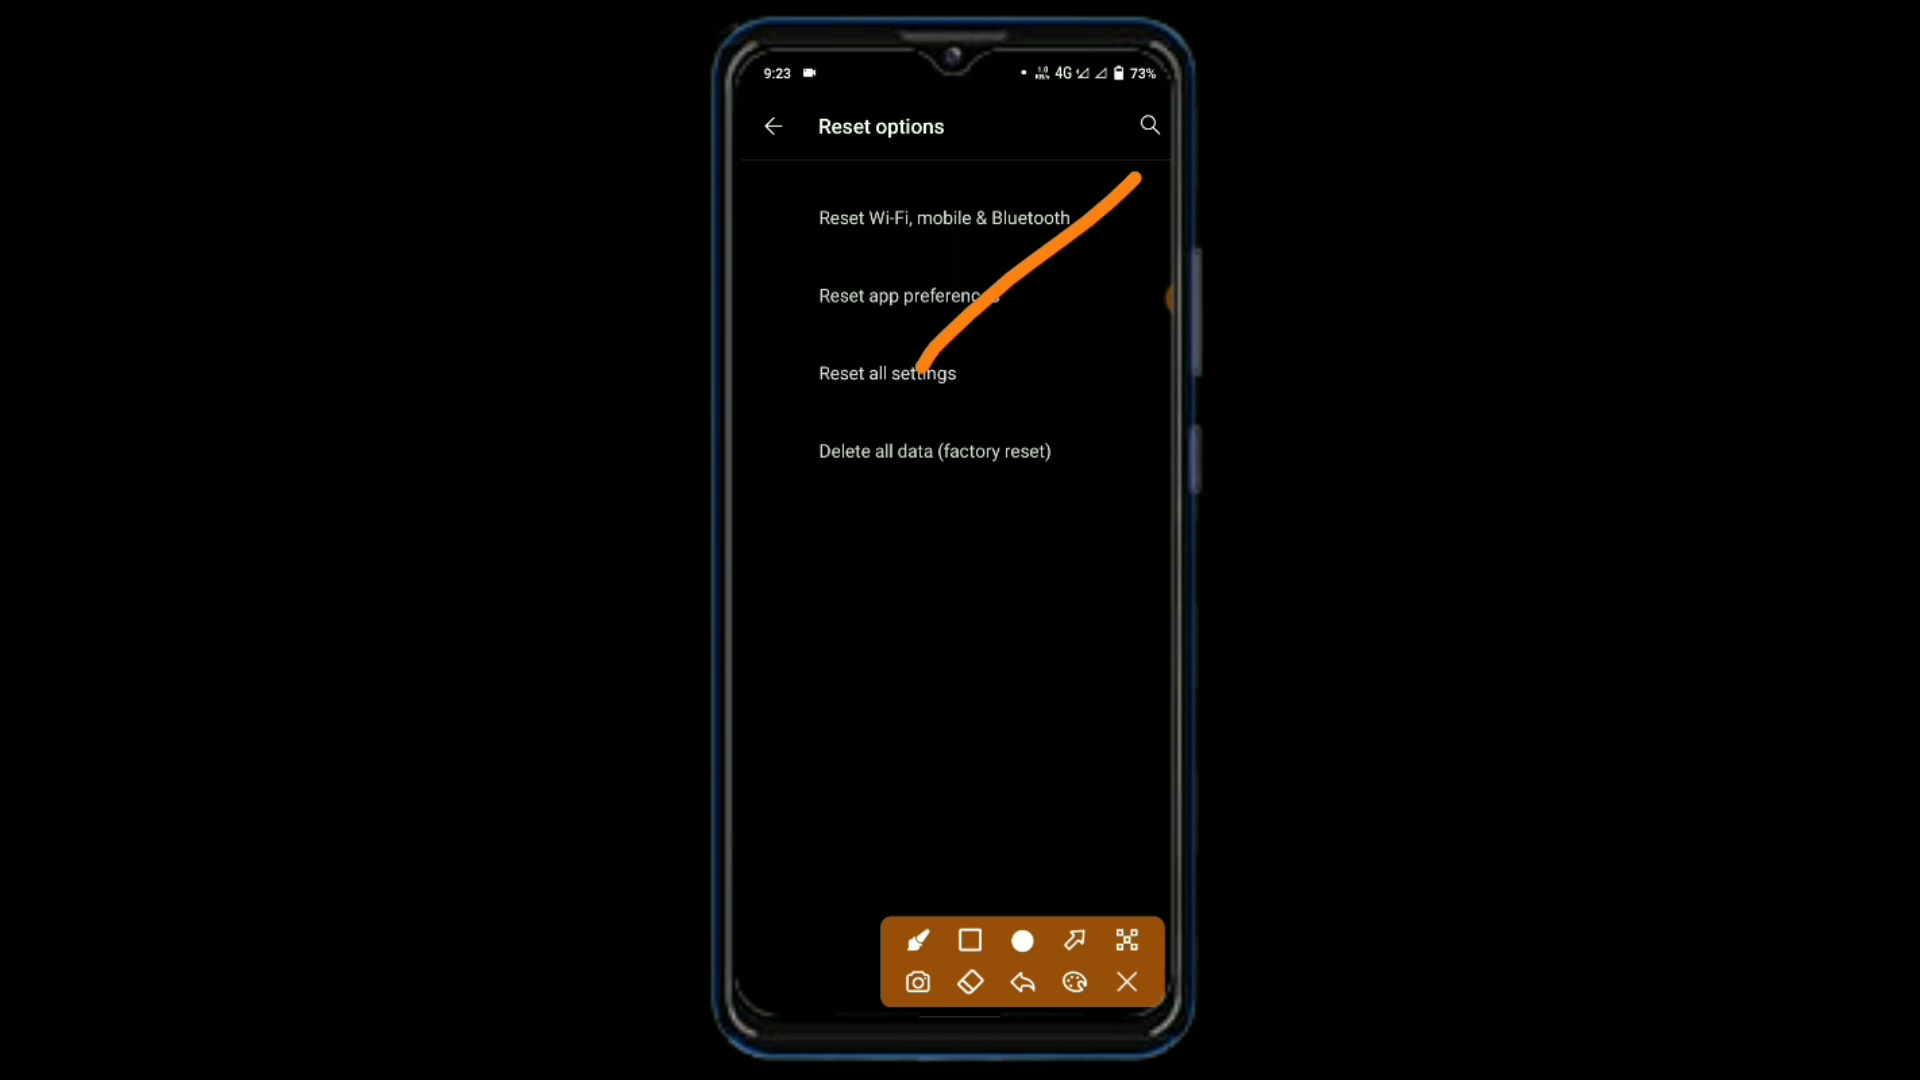 9:23
4G 73%
Reset options
Reset Wi-Fi, mobile & Bluetooth
Reset app preferences
Reset all settings
Delete all data (factory reset)